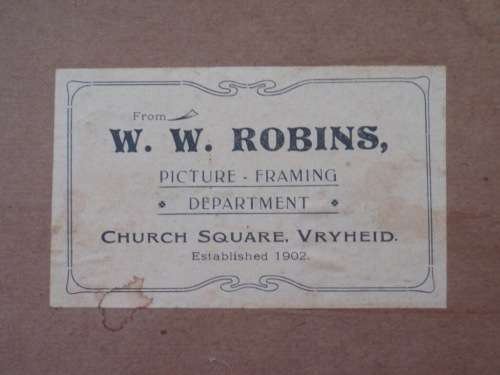 From
W. W. ROBINS,
PICTURE - FRAMING
DEPARTMENT
CHURCH SQUARE, VRYHEID.
Established 1902.